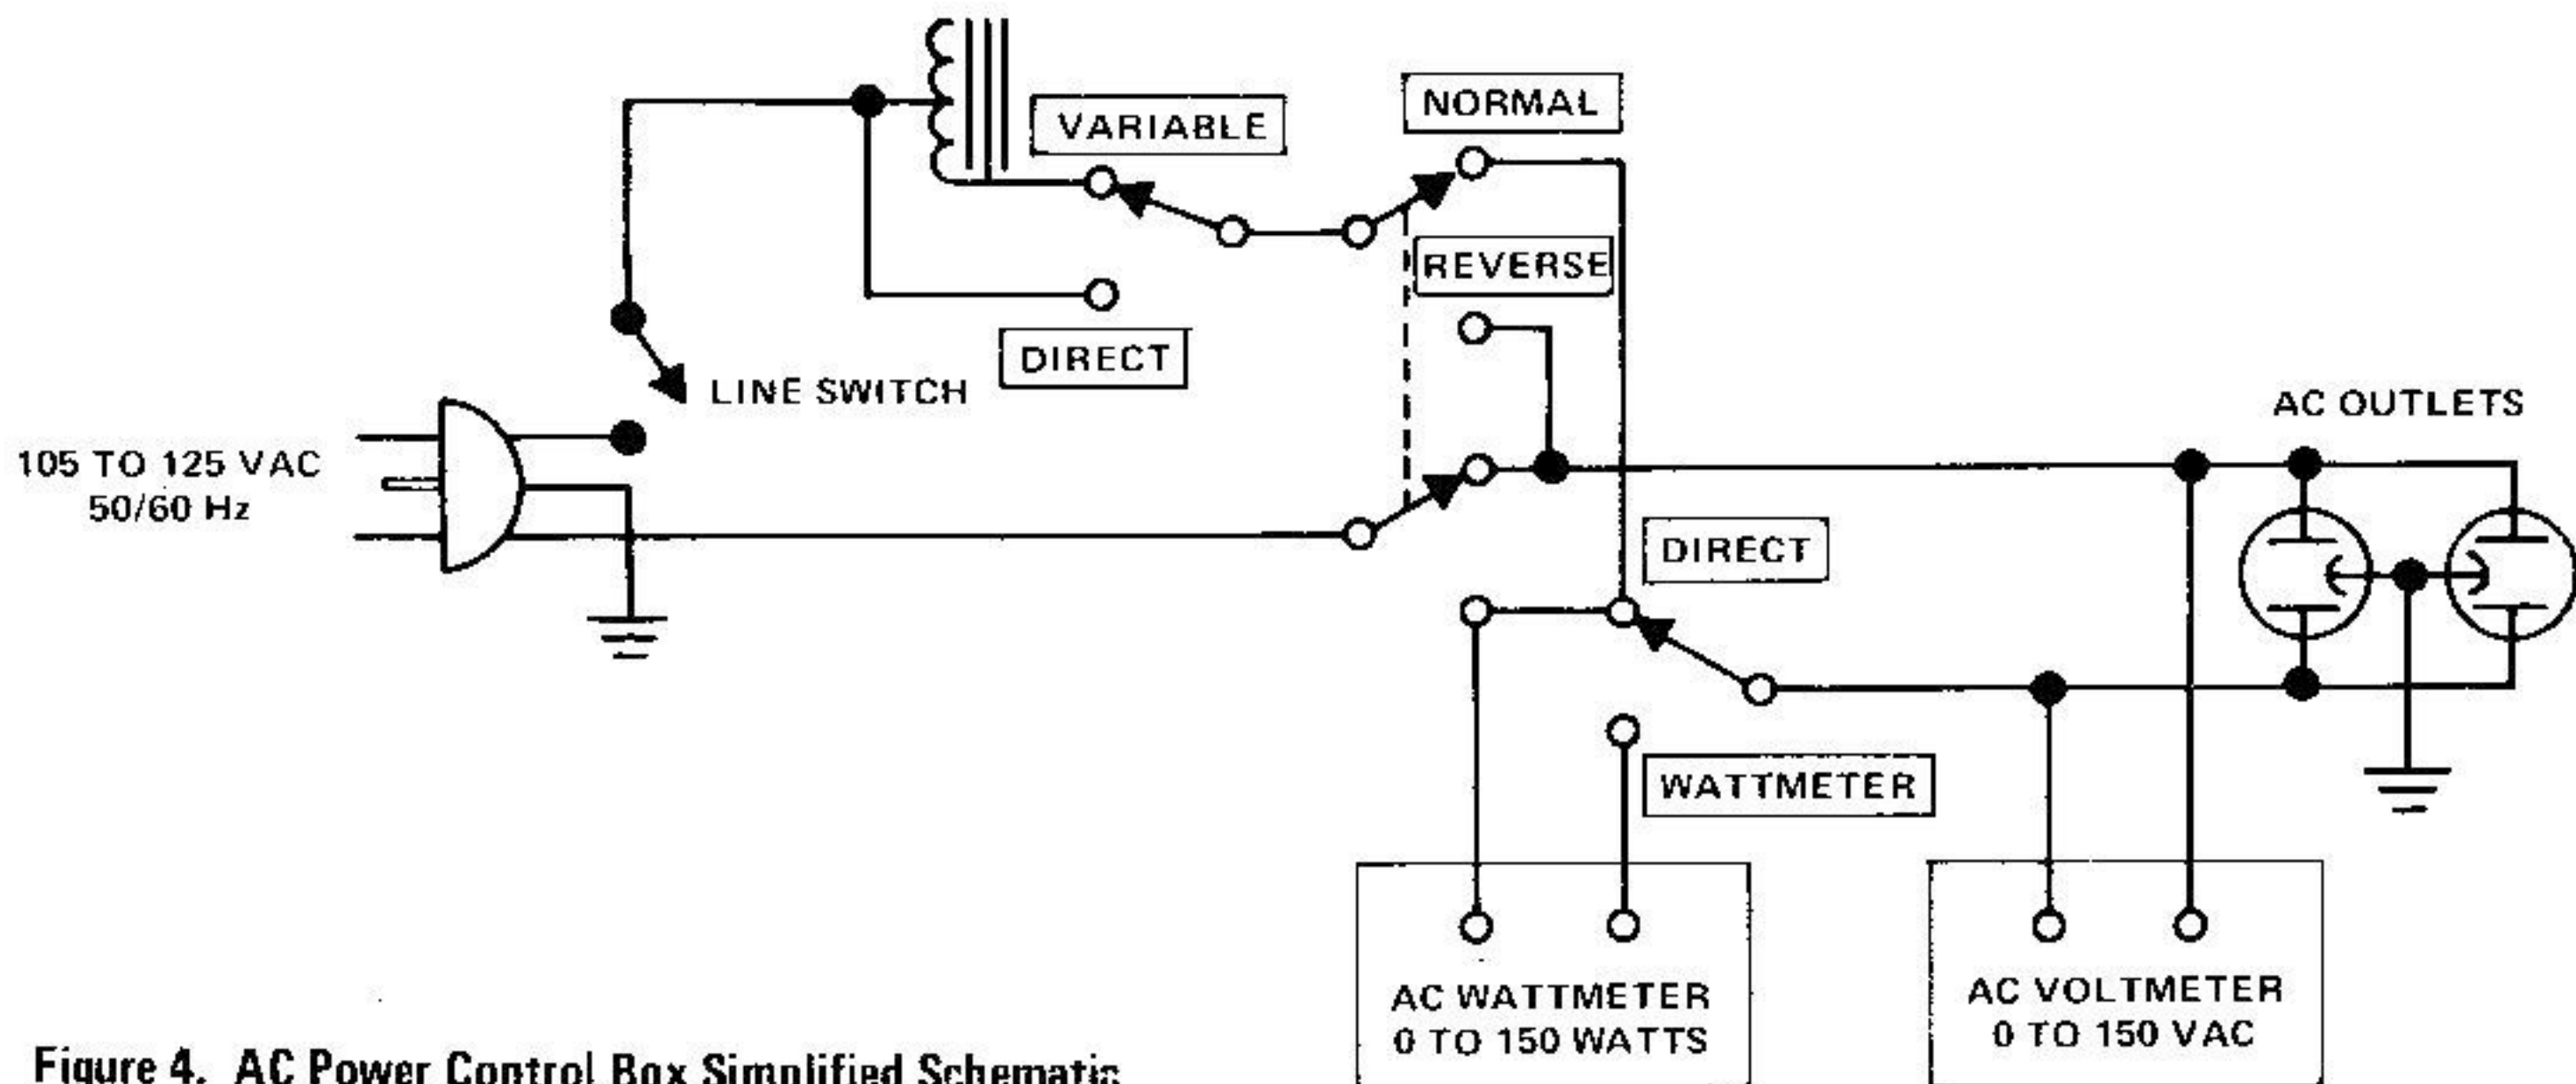 VARIABLE
NORMAL
REVERSE
DIRECT
LINE SWITCH
105 TO 125 VAC
50/60 Hz
AC OUTLETS
DIRECT
WATTMETER
AC WATTMETER
0 TO 150 WATTS
AC VOLTMETER
0 TO 150 VAC
Figure 4. AC Power Control Box Simplified Schematic